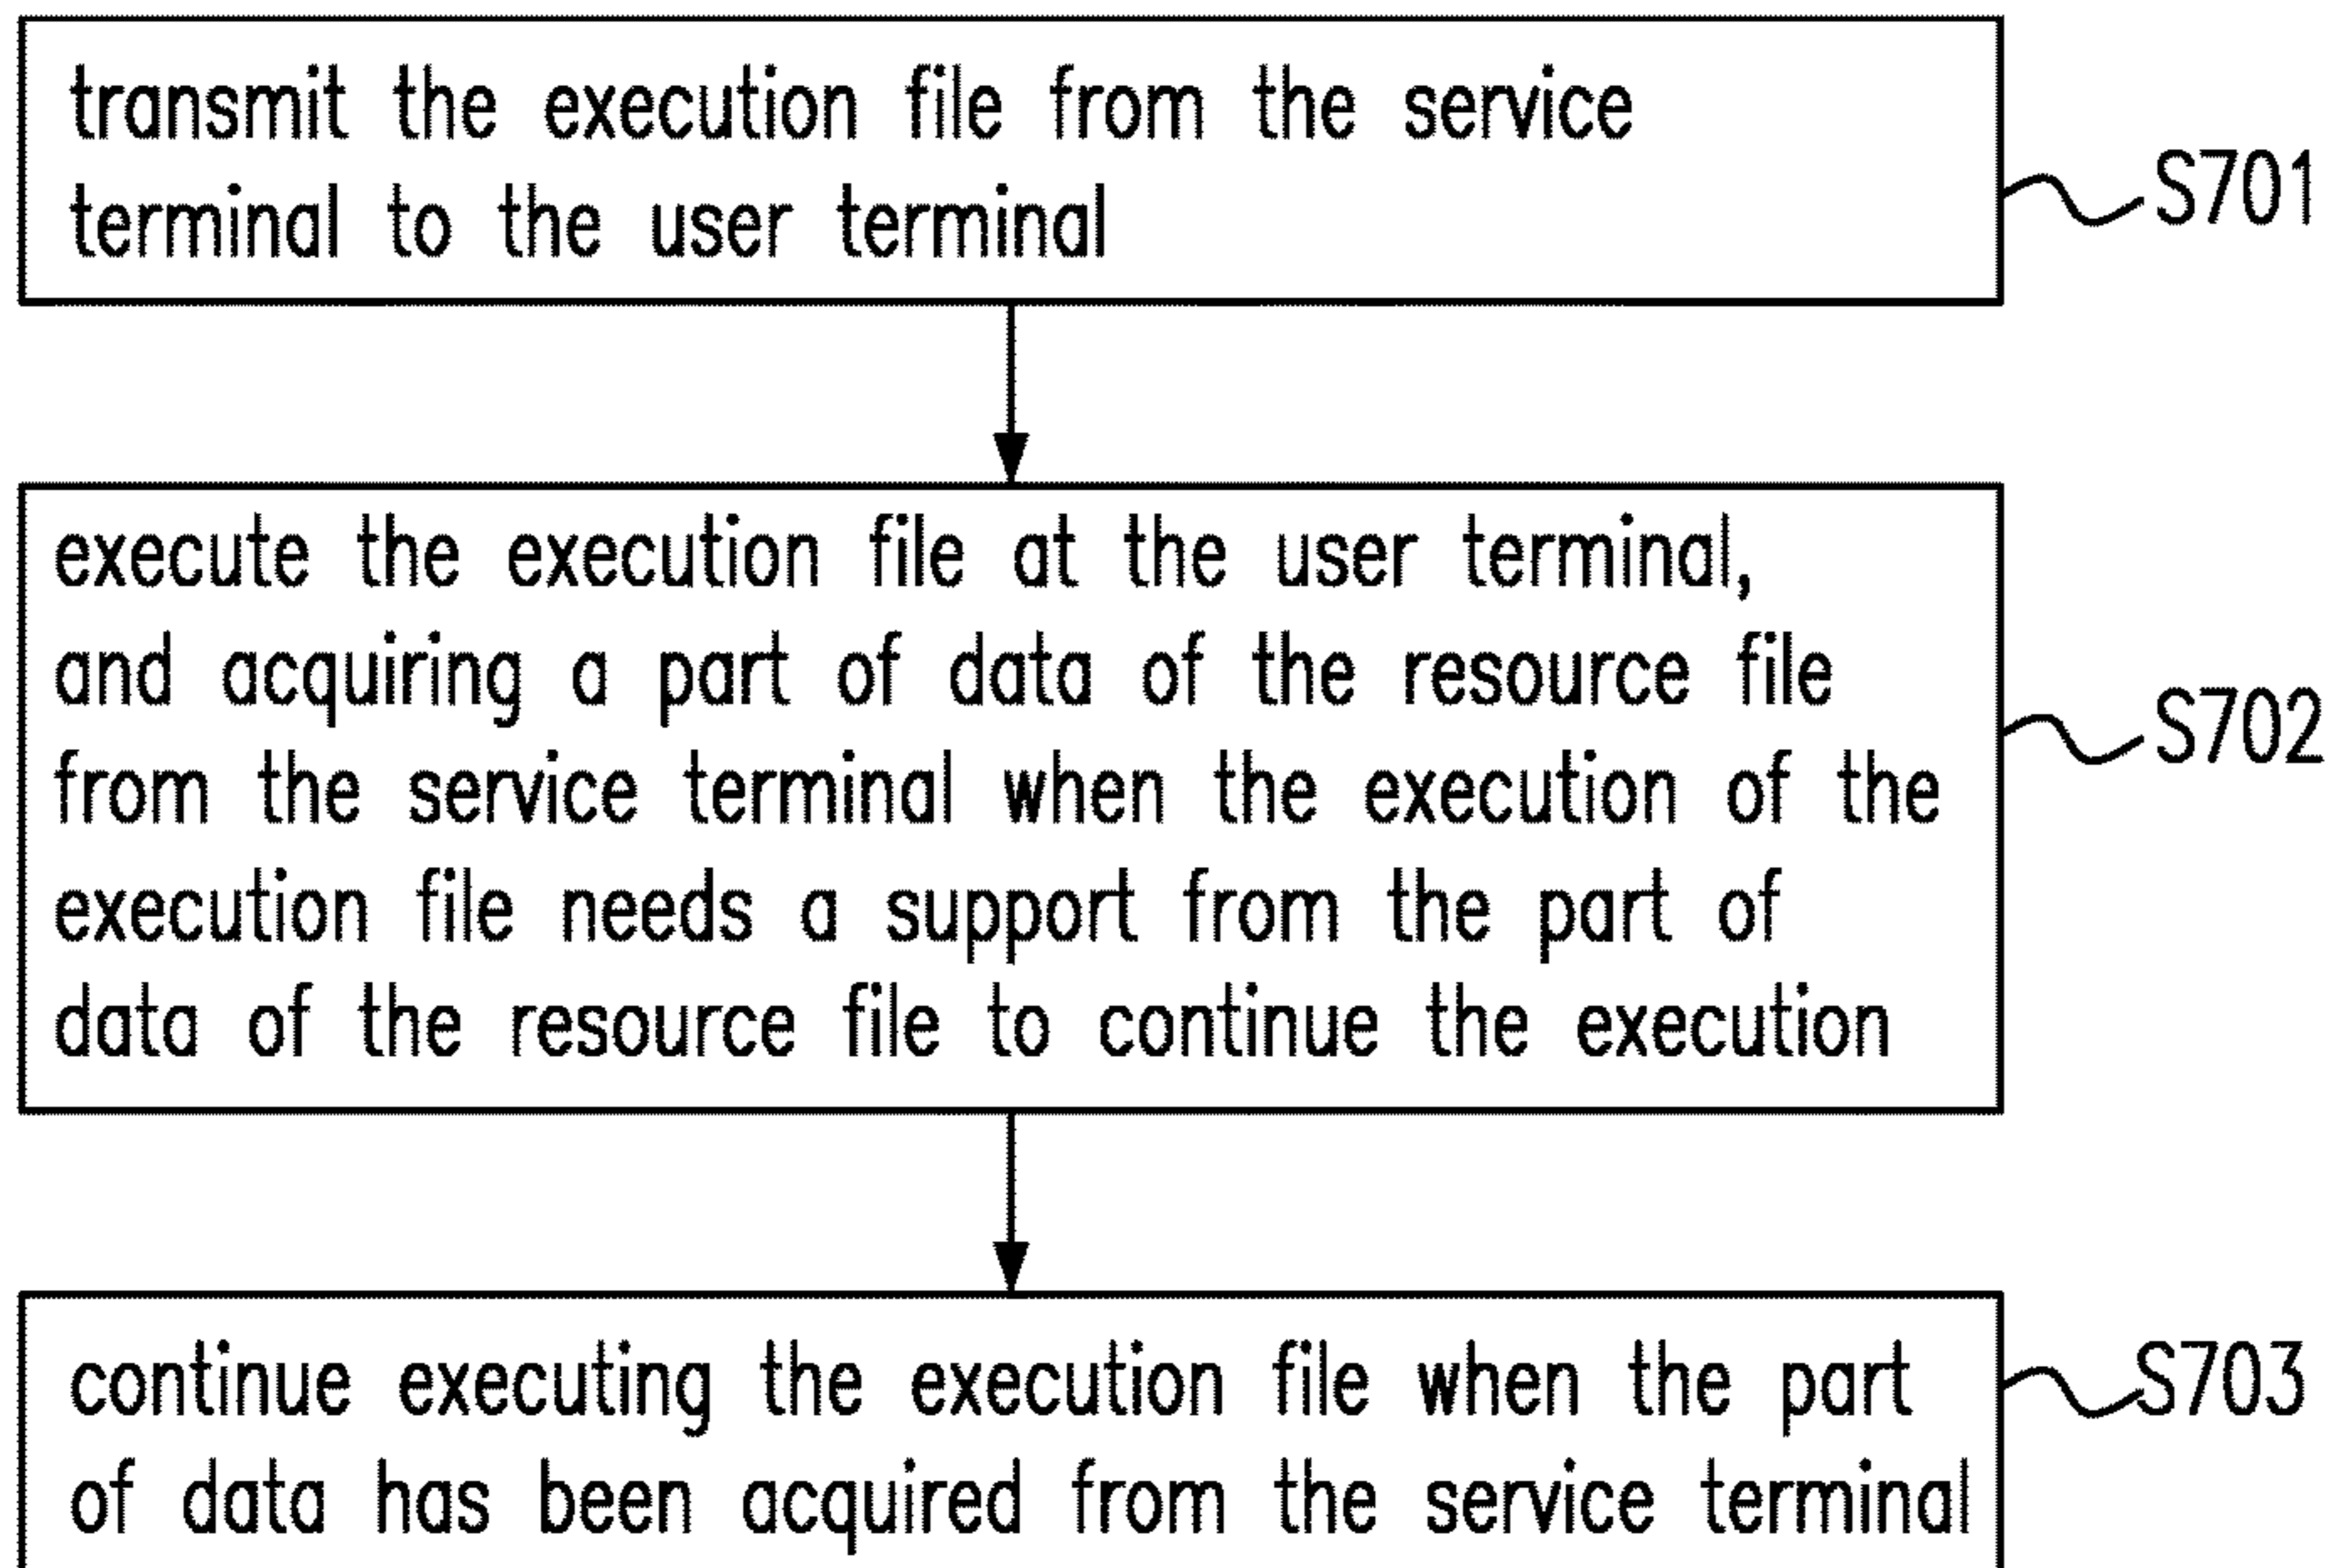 transmit the execution file from the service
terminal to the user terminal
S701
execute the execution file at the user terminal,
and acquiring a part of data of the resource file
from the service terminal when the execution of the
execution file needs a support from the part of
data of the resource file to continue the execution
S702
continue executing the execution file when the part
of data has been acquired from the service terminal
S703